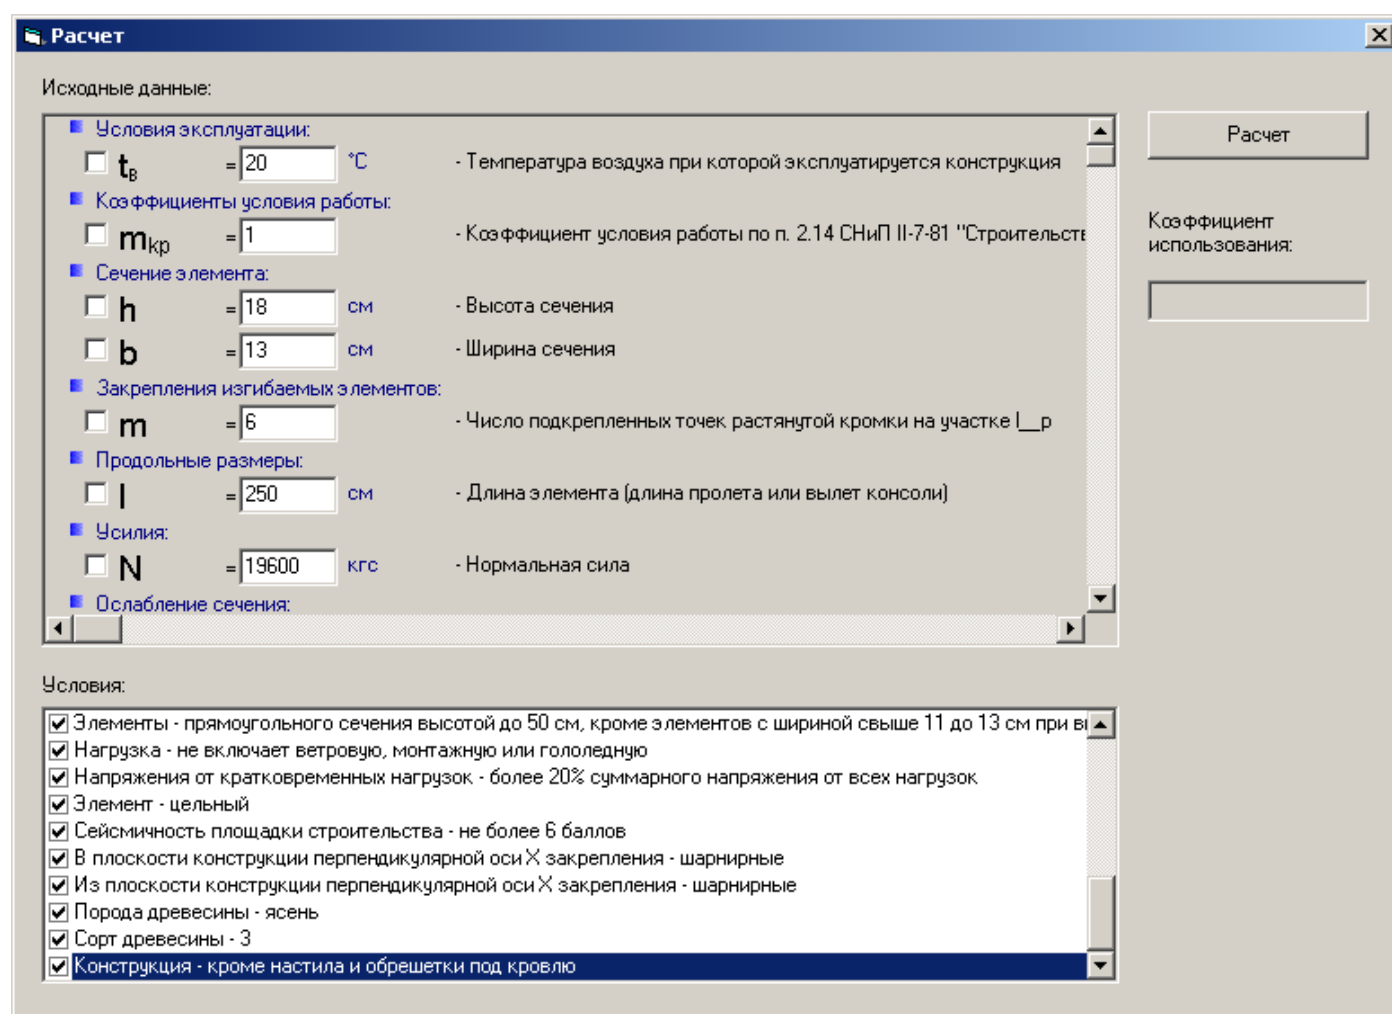 Расчет
Исходные данные:
Условия эксплуатации:
tв =20 °C - Температура воздуха при которой эксплуатируется конструкция
Коэффициенты условия работы:
mкр =1 - Коэффициент условия работы по п. 2.14 СНиП II-7-81 "Строительств
Сечение элемента:
h =18 см - Высота сечения
b =13 см - Ширина сечения
Закрепления изгибаемых элементов:
m =6 - Число подкрепленных точек растянутой кромки на участке l__p
Продольные размеры:
l =250 см - Длина элемента (длина пролета или вылет консоли)
Усилия:
N =19600 кгс - Нормальная сила
Ослабление сечения:
Расчет
Коэффициент
использования:
Условия:
Элементы - прямоугольного сечения высотой до 50 см, кроме элементов с шириной свыше 11 до 13 см при в
Нагрузка - не включает ветровую, монтажную или гололедную
Напряжения от кратковременных нагрузок - более 20% суммарного напряжения от всех нагрузок
Элемент - цельный
Сейсмичность площадки строительства - не более 6 баллов
В плоскости конструкции перпендикулярной оси X закрепления - шарнирные
Из плоскости конструкции перпендикулярной оси X закрепления - шарнирные
Порода древесины - ясень
Сорт древесины - 3
Конструкция - кроме настила и обрешетки под кровлю